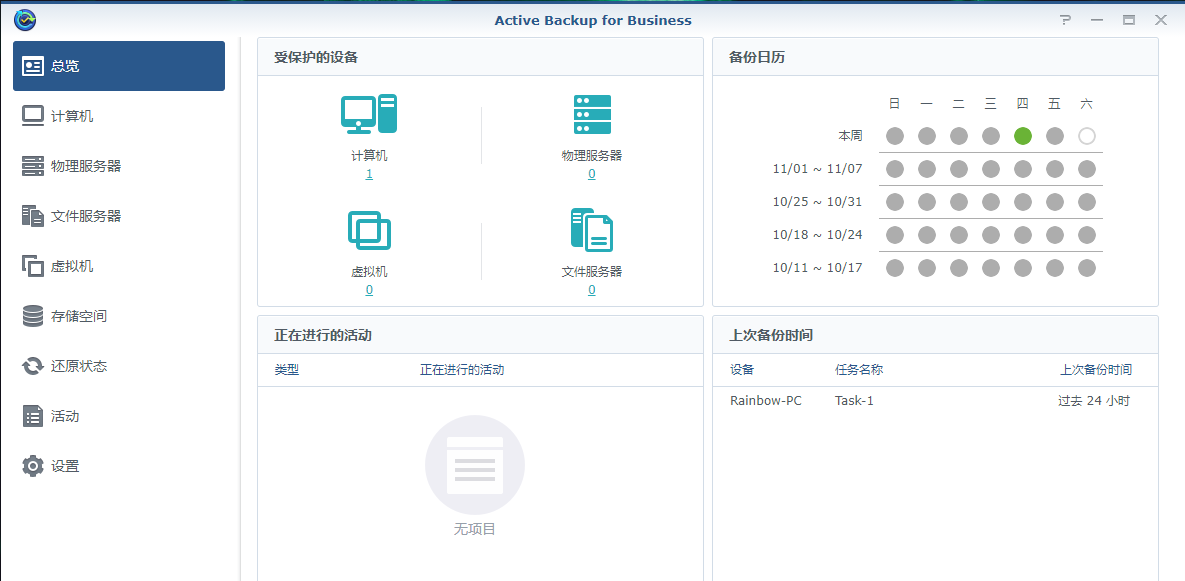 Active Backup for Business
总览
计算机
物理服务器
文件服务器
虚拟机
存储空间
还原状态
活动
设置
受保护的设备
计算机
1
物理服务器
0
虚拟机
0
文件服务器
0
备份日历
日 一 二 三 四 五 六
本周
11/01 ~ 11/07
10/25 ~ 10/31
10/18 ~ 10/24
10/11 ~ 10/17
正在进行的活动
类型 正在进行的活动
无项目
上次备份时间
设备 任务名称 上次备份时间
Rainbow-PC Task-1 过去 24 小时